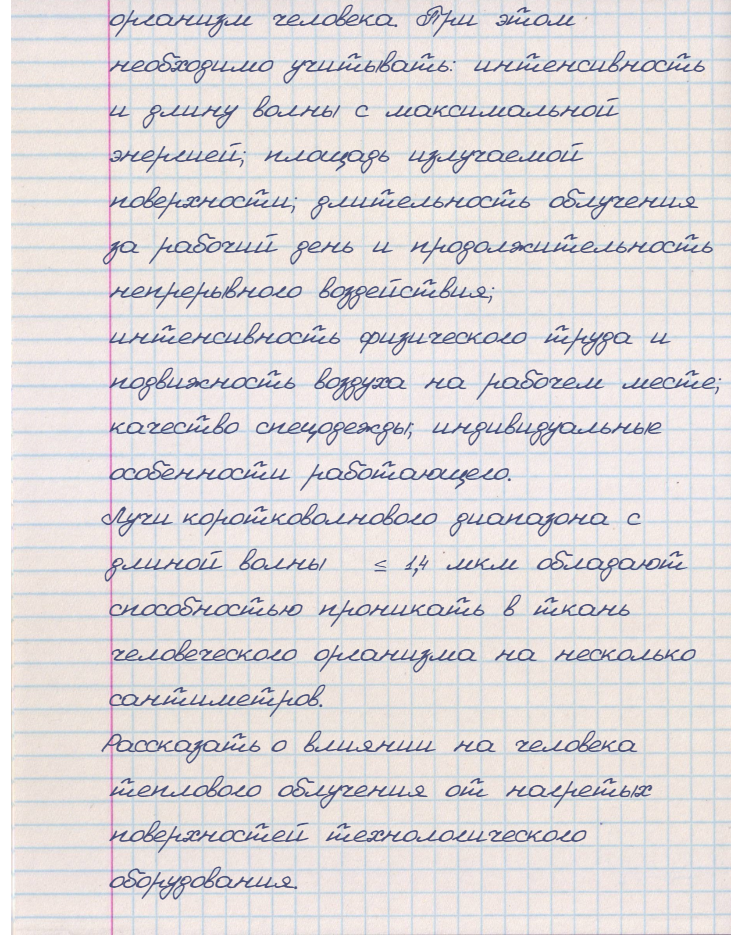 организм человека. При этом
необходимо учитывать: интенсивность
и длину волны с максимальной
энергией; площадь излучаемой
поверхности; длительность облучения
за рабочий день и продолжительность
непрерывного воздействия;
интенсивность физического труда и
подвижность воздуха на рабочем месте;
качество спецодежды; индивидуальные
особенности работающего.
Лучи коротковолнового диапазона с
длиной волны ≤ 1,4 мкм обладают
способностью проникать в ткань
человеческого организма на несколько
сантиметров.
Рассказать о влиянии на человека
теплового облучения от нагретых
поверхностей технологического
оборудования.